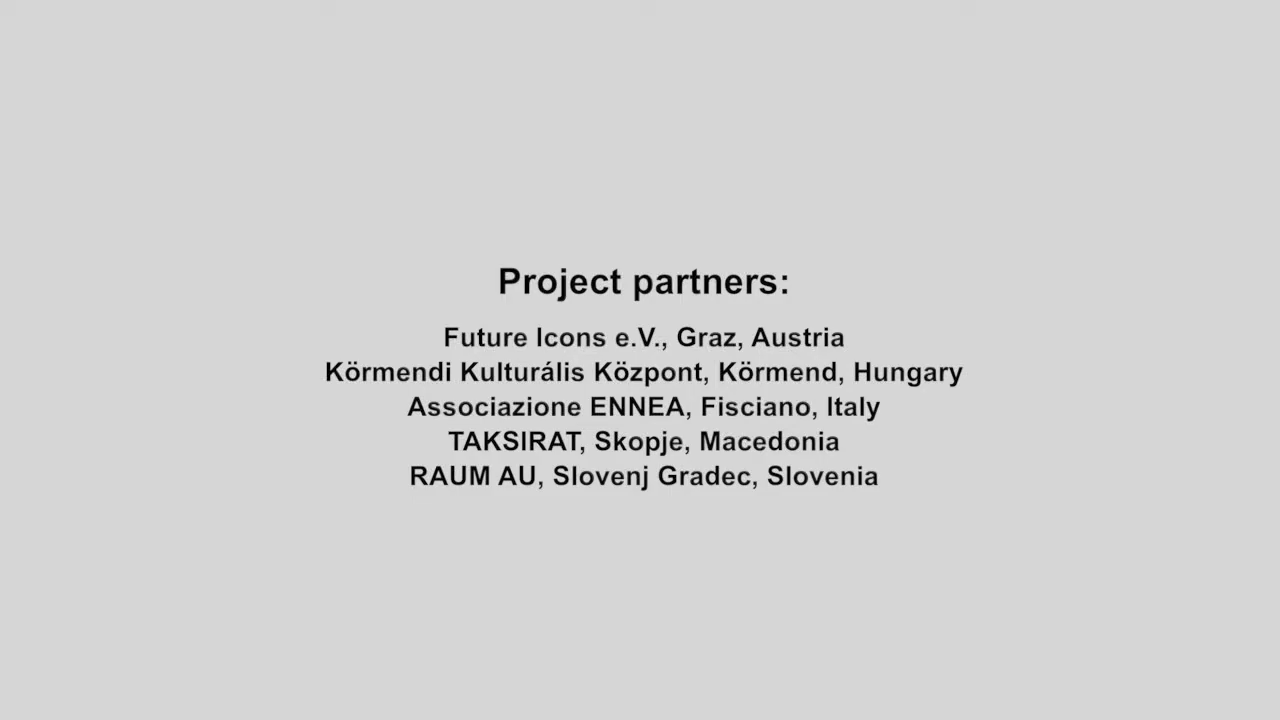 Project partners:
Future Icons e.V., Graz, Austria
Körmendi Kulturális Központ, Körmend, Hungary
Associazione ENNEA, Fisciano, Italy
TAKSIRAT, Skopje, Macedonia
RAUM AU, Slovenj Gradec, Slovenia